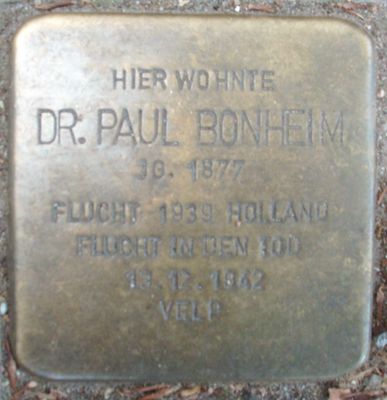 HIER WOHNTE
DR. PAUL BONHEIM
JG. 1877
FLUCHT 1939 HOLLAND
FLUCHT IN DEN TOD
13.12.1942
VELP